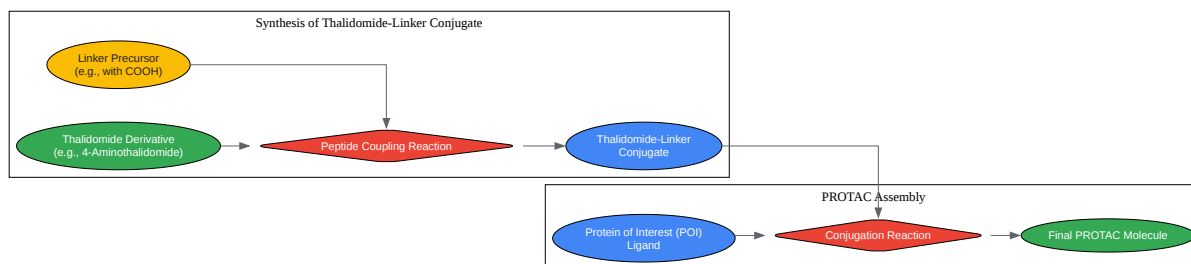 Synthesis of Thalidomide-Linker Conjugate
Linker Precursor
(e.g., with COOH)
Thalidomide Derivative
(e.g., 4-Aminothalidomide)
Peptide Coupling Reaction
Thalidomide-Linker
Conjugate
PROTAC Assembly
Protein of Interest (POI)
Ligand
Conjugation Reaction
Final PROTAC Molecule